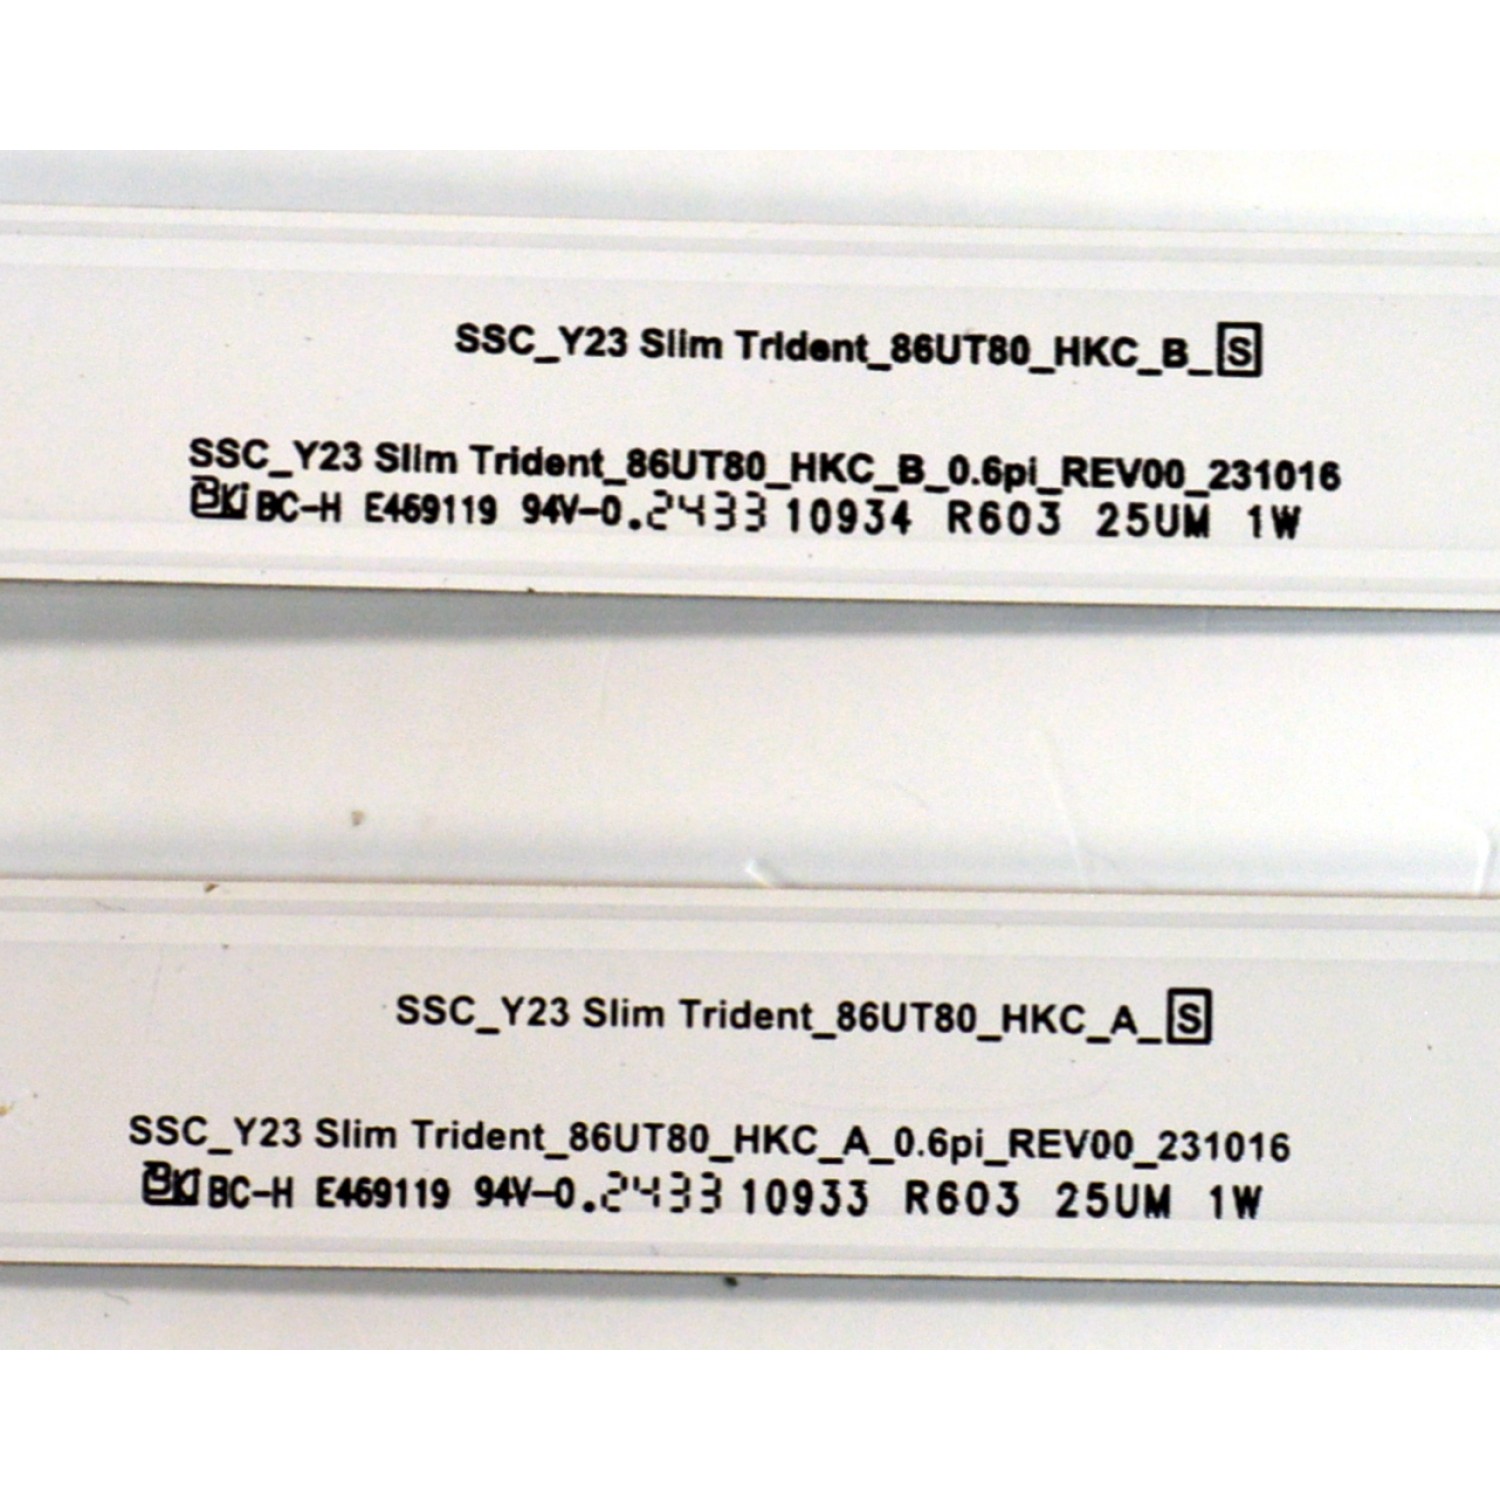 SSC_Y23 Slim Trident_86UT80_HKC_B_S
SSC_Y23 Slim Trident_86UT80_HKC_B_0.6pi_REV00_231016
BC-H E469119 94V-0.2433 10934 R603 25UM 1W
SSC_Y23 Slim Trident_86UT80_HKC_A_S
SSC_Y23 Slim Trident_86UT80_HKC_A_0.6pi_REV00_231016
BC-H E469119 94V-0.2433 10933 R603 25UM 1W